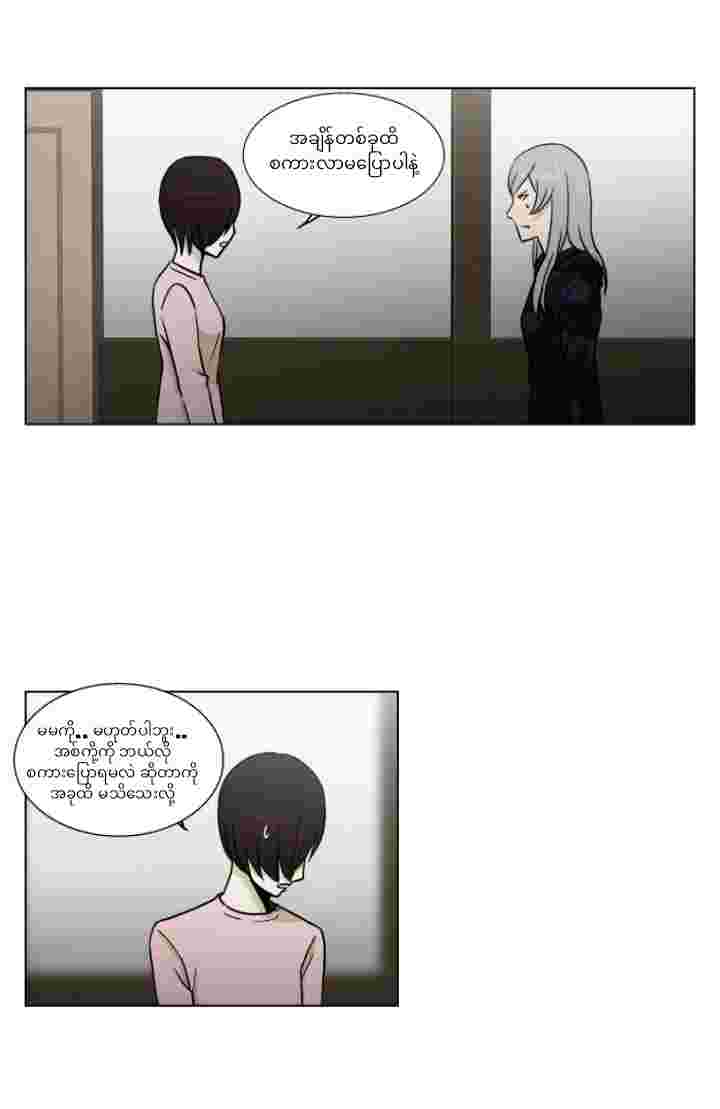 အချိန်တစ်ခုထိ
စကားလာမပြောပါနဲ့
မမကို.. မဟုတ်ပါဘူး..
အစ်ကို့ကို ဘယ်လို
စကားပြောရမလဲ ဆိုတာကို
အခုထိ မသိသေးလို့